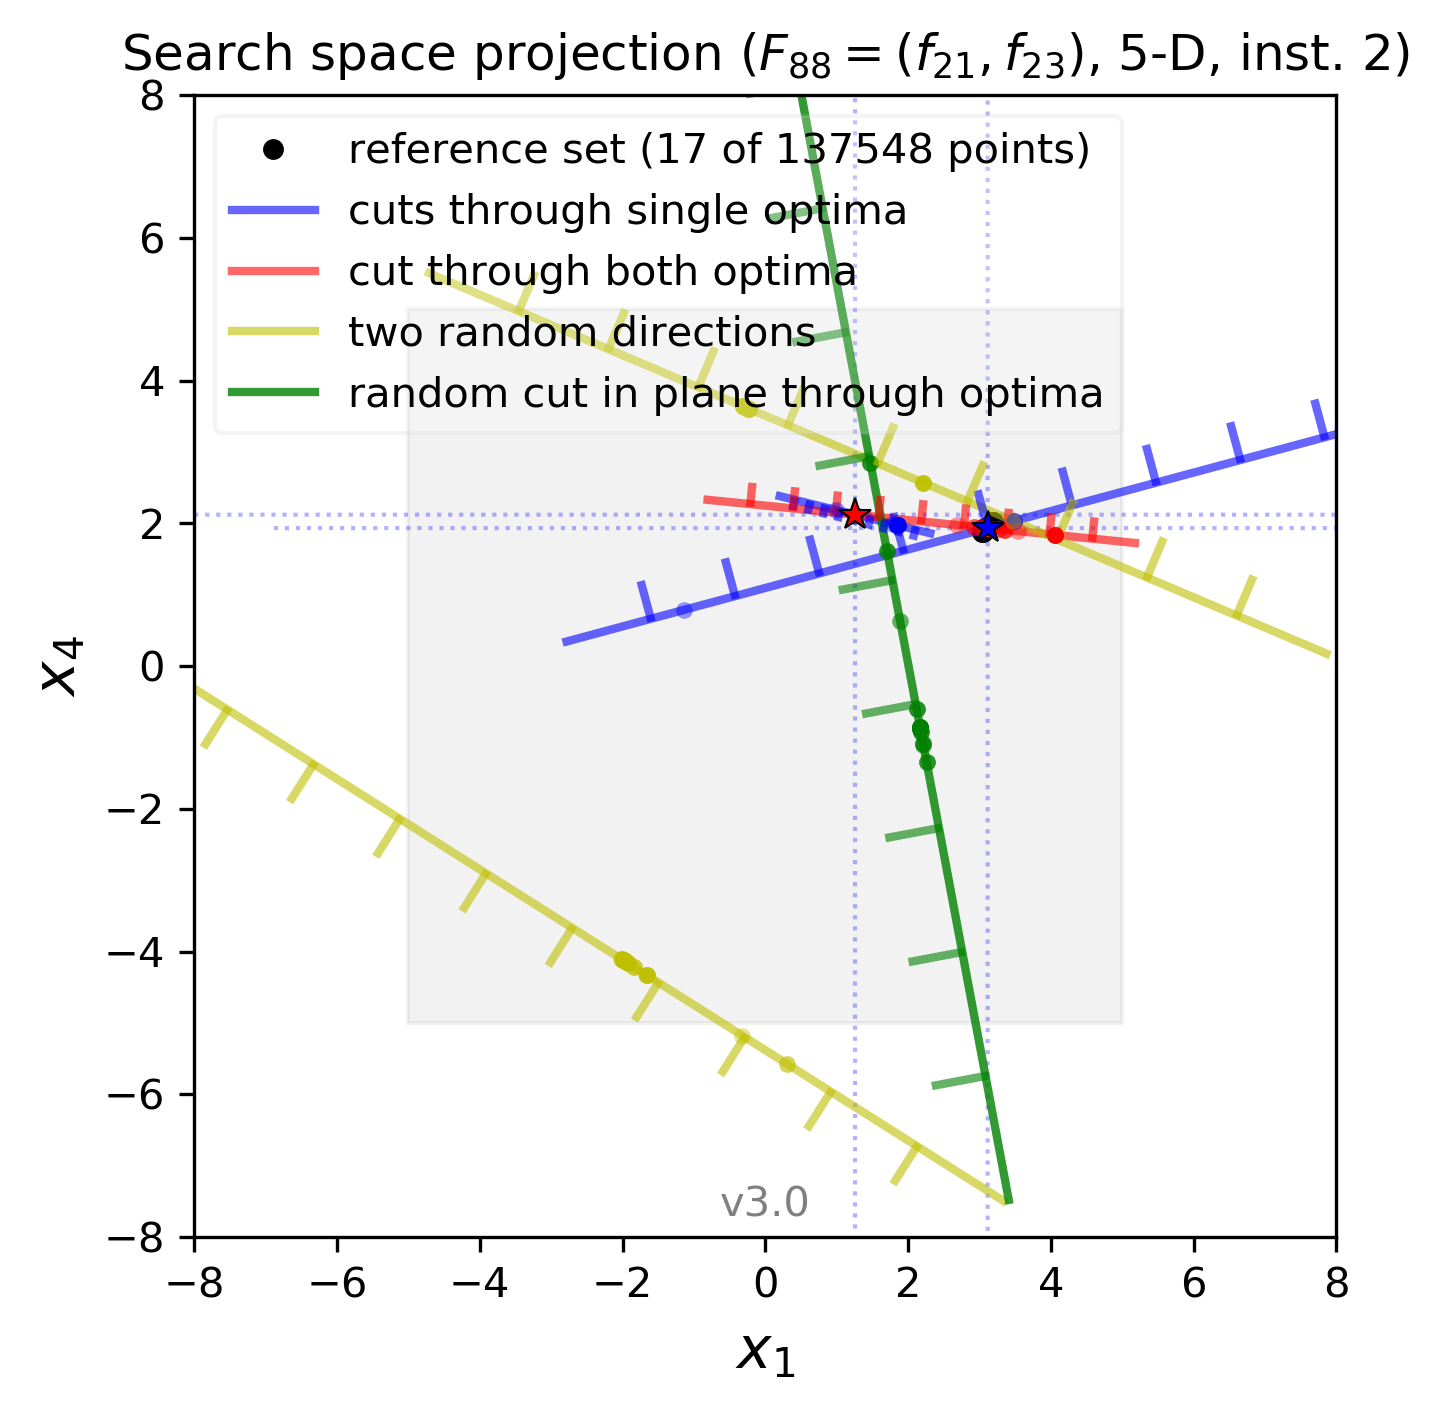 Search space projection (F₈₈ = (f₂₁, f₂₃), 5-D, inst. 2)
8
reference set (17 of 137548 points)
cuts through single optima
6
cut through both optima
two random directions
4
random cut in plane through optima
2
0
−2
−4
−6
−8
x₄
v3.0
−8 −6 −4 −2 0 2 4 6 8
x₁